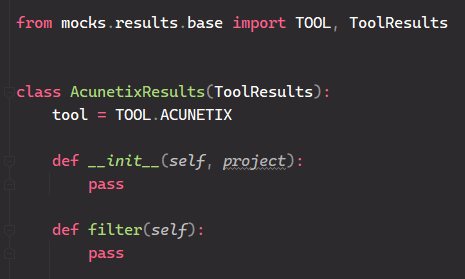 from mocks.results.base import TOOL, ToolResults
class AcunetixResults(ToolResults):
    tool = TOOL.ACUNETIX
    def __init__(self, project):
        pass
    def filter(self):
        pass